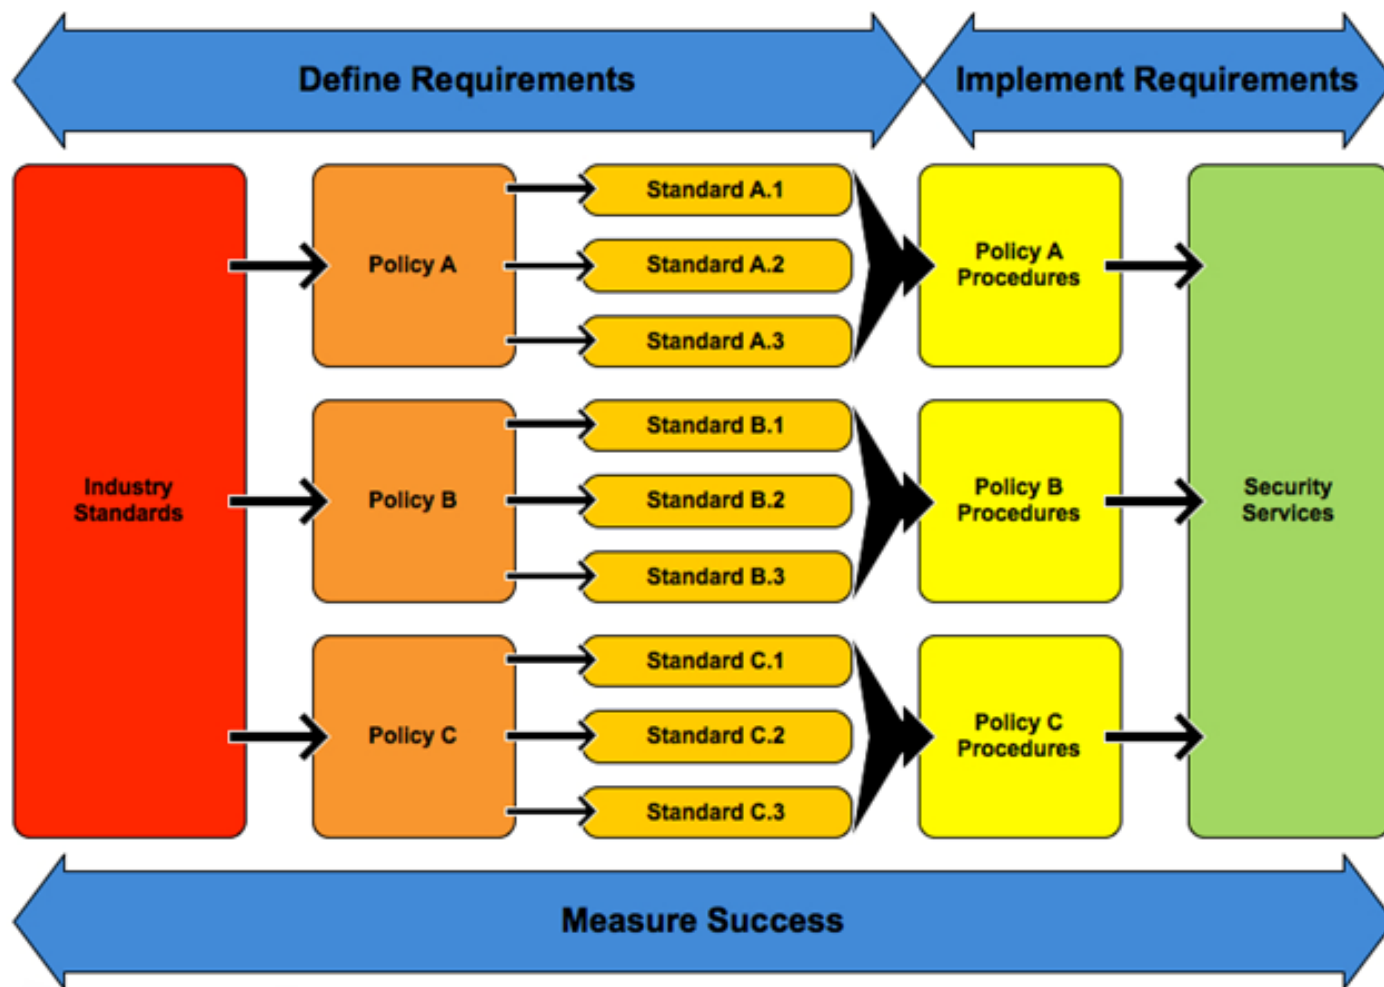 Define Requirements
Implement Requirements
Industry
Standards
Policy A
Standard A.1
Standard A.2
Standard A.3
Policy A
Procedures
Policy B
Standard B.1
Standard B.2
Standard B.3
Policy B
Procedures
Policy C
Standard C.1
Standard C.2
Standard C.3
Policy C
Procedures
Security
Services
Measure Success